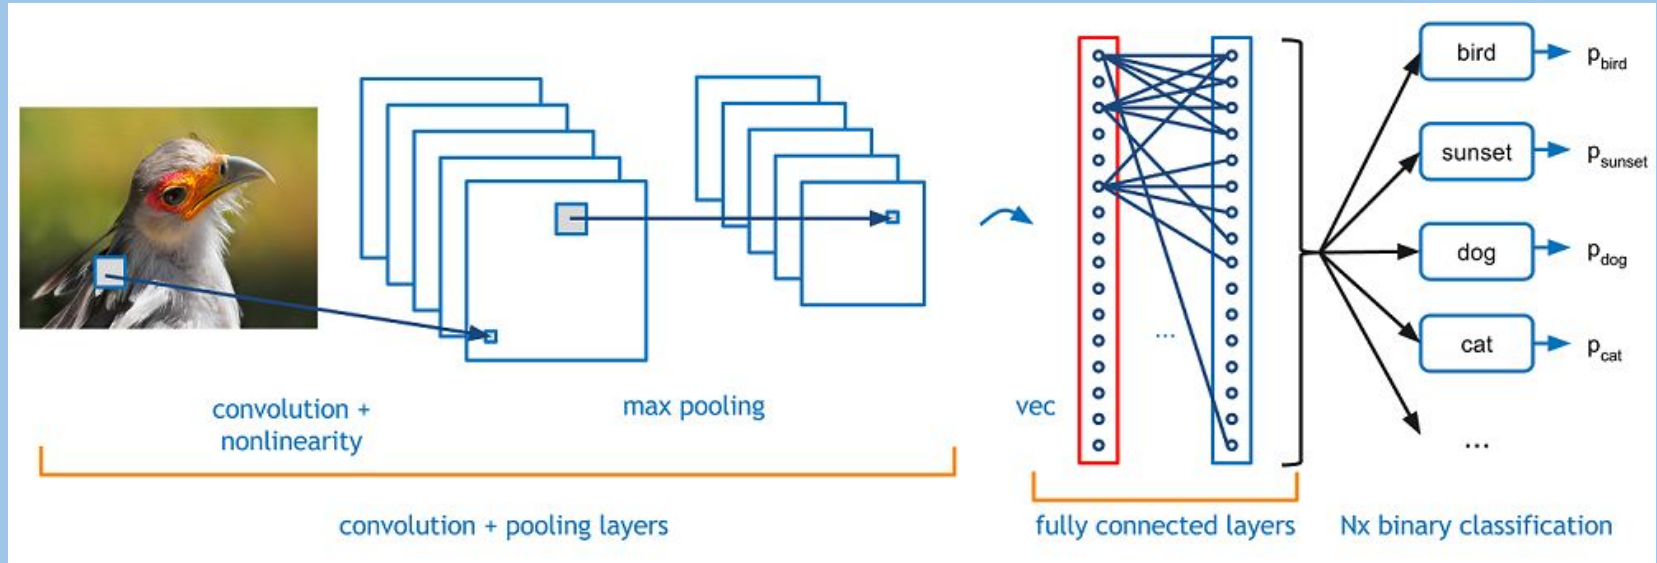 bird
p_bird
sunset
p_sunset
dog
p_dog
cat
p_cat
...
...
convolution +
nonlinearity
max pooling
vec
convolution + pooling layers
fully connected layers
Nx binary classification